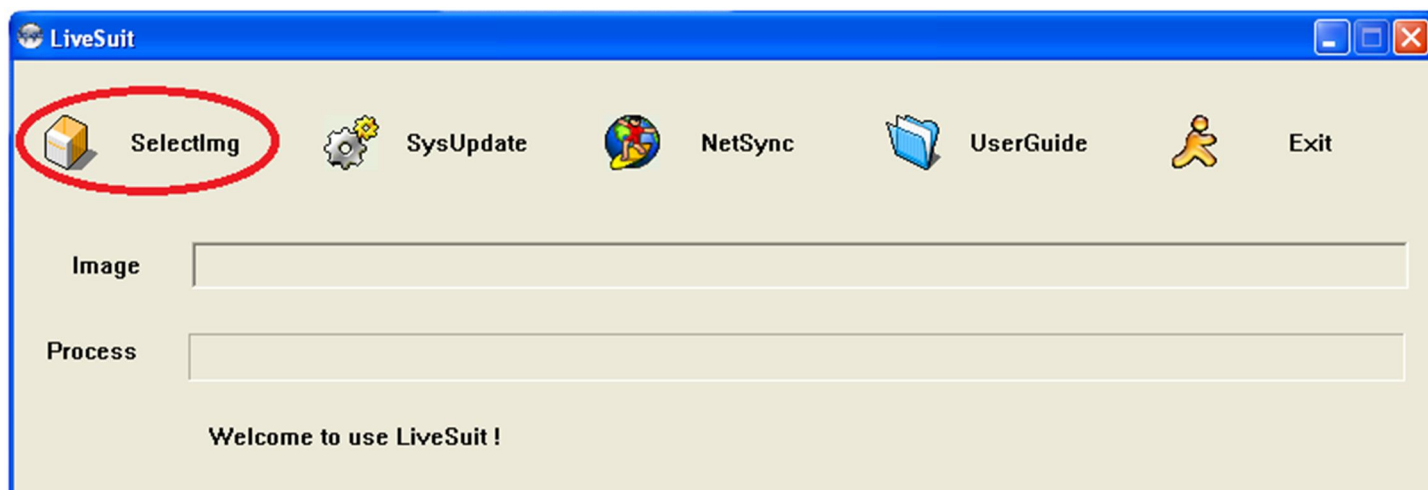 LiveSuit
SelectImg SysUpdate NetSync UserGuide Exit
Image
Process
Welcome to use LiveSuit !